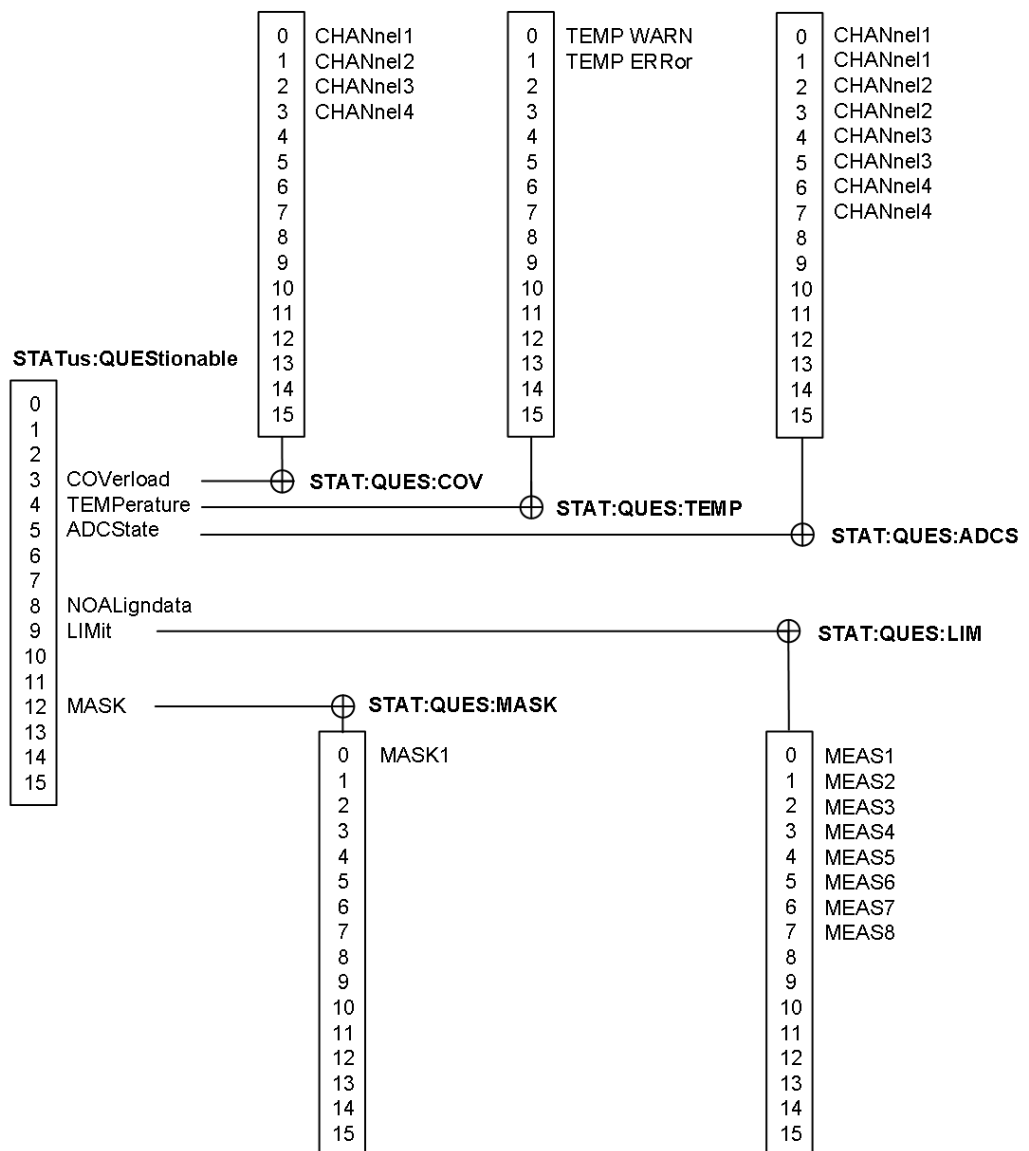 0 CHANnel1
1 CHANnel2
2 CHANnel3
3 CHANnel4
4
5
6
7
8
9
10
11
12
13
14
15
0 TEMP WARN
1 TEMP ERRor
2
3
4
5
6
7
8
9
10
11
12
13
14
15
0 CHANnel1
1 CHANnel1
2 CHANnel2
3 CHANnel2
4 CHANnel3
5 CHANnel3
6 CHANnel4
7 CHANnel4
8
9
10
11
12
13
14
15
STATus:QUEStionable
0
1
2
3 COVerload
4 TEMPerature
5 ADCState
6
7
8 NOALigndata
9 LIMit
10
11
12 MASK
13
14
15
STAT:QUES:COV
STAT:QUES:TEMP
STAT:QUES:ADCS
STAT:QUES:LIM
STAT:QUES:MASK
0 MASK1
1
2
3
4
5
6
7
8
9
10
11
12
13
14
15
0 MEAS1
1 MEAS2
2 MEAS3
3 MEAS4
4 MEAS5
5 MEAS6
6 MEAS7
7 MEAS8
8
9
10
11
12
13
14
15